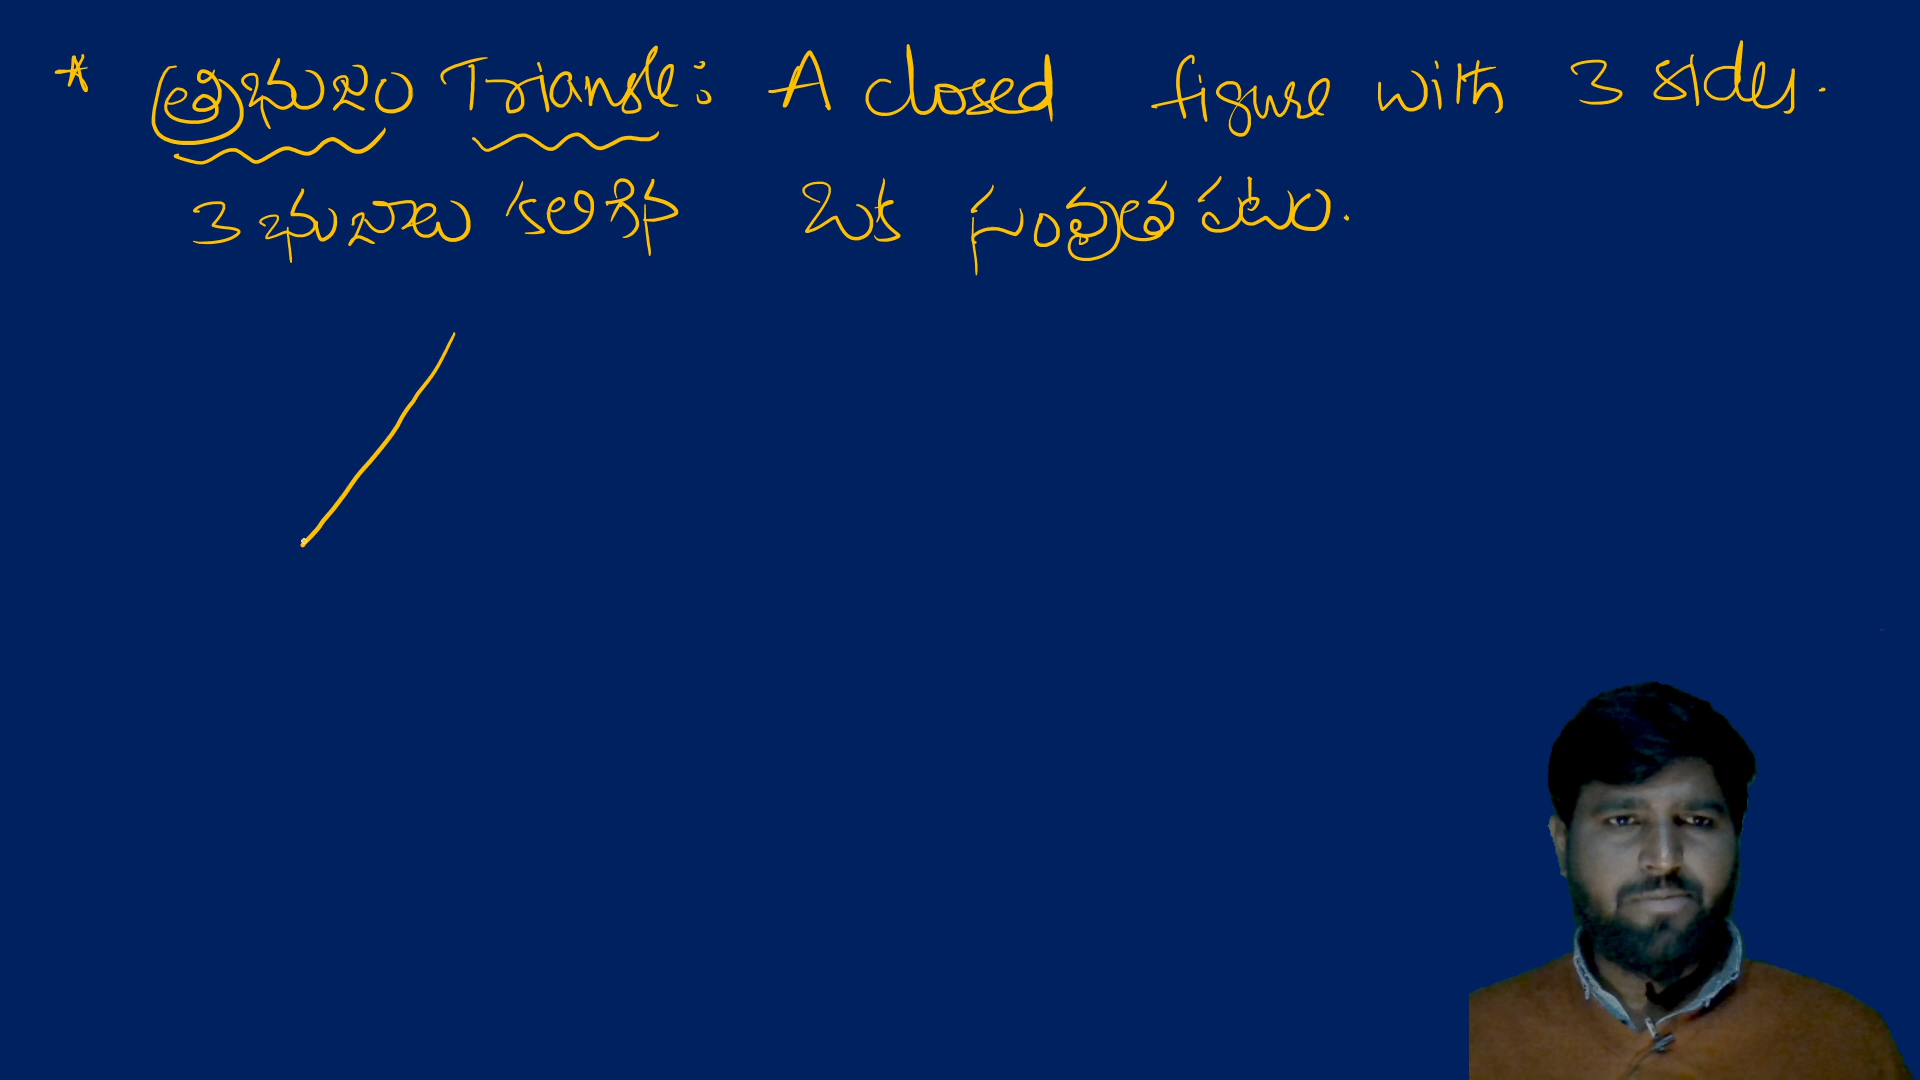 * త్రిభుజం Triangle: A closed figure with 3 sides.
3 భుజాలు కలిగిన ఒక సంవృత పటం.